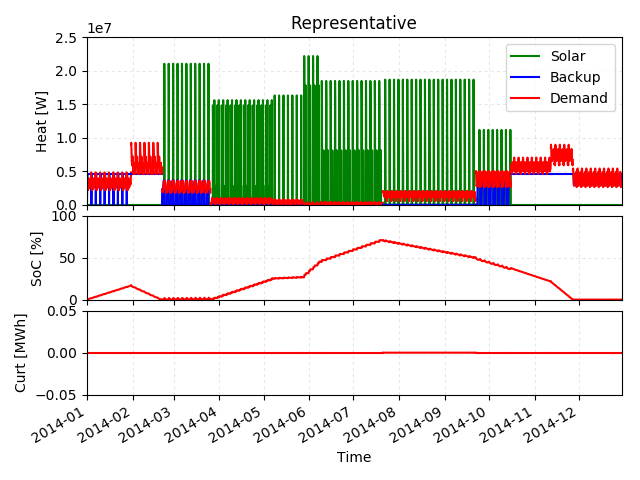 Representative
1e7
2.5
2.0
1.5
1.0
0.5
0.0
Heat [W]
Solar
Backup
Demand
100
50
0
SoC [%]
0.05
0.00
−0.05
Curt [MWh]
2014-01
2014-02
2014-03
2014-04
2014-05
2014-06
2014-07
2014-08
2014-09
2014-10
2014-11
2014-12
Time